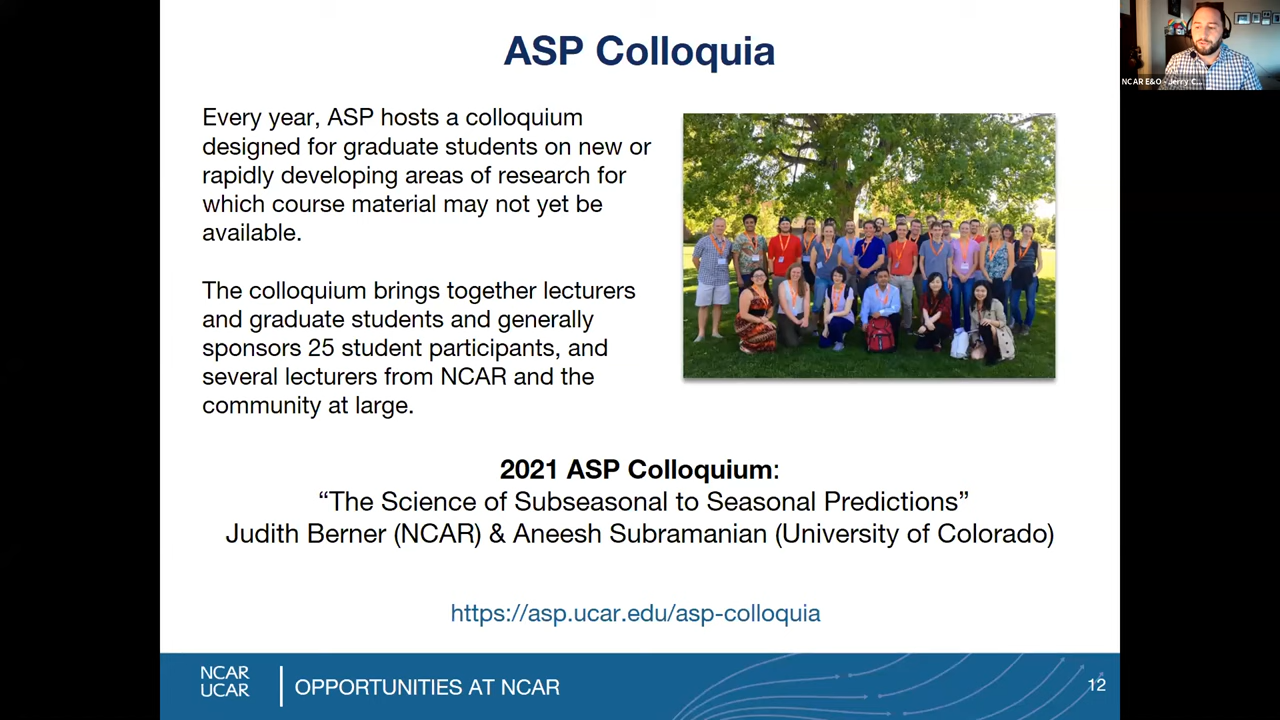 ASP Colloquia
Every year, ASP hosts a colloquium
designed for graduate students on new or
rapidly developing areas of research for
which course material may not yet be
available.
The colloquium brings together lecturers
and graduate students and generally
sponsors 25 student participants, and
several lecturers from NCAR and the
community at large.
2021 ASP Colloquium:
“The Science of Subseasonal to Seasonal Predictions”
Judith Berner (NCAR) & Aneesh Subramanian (University of Colorado)
https://asp.ucar.edu/asp-colloquia
NCAR
UCAR
OPPORTUNITIES AT NCAR
12
NCAR E&O - Jerry C...